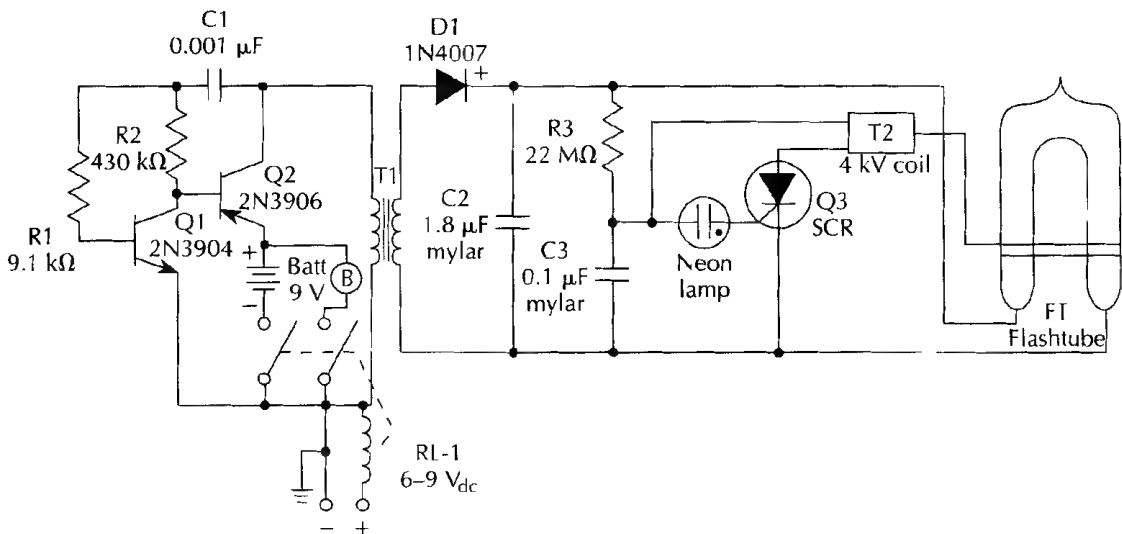 C1
0.001 µF
D1
1N4007
+
R2
430 kΩ
R3
22 MΩ
T2
4 kV coil
Q2
2N3906
T1
Q3
SCR
Q1
2N3904
R1
9.1 kΩ
C2
1.8 µF
mylar
+
Batt
9 V
B
–
C3
0.1 µF
mylar
Neon
lamp
FT
Flashtube
RL-1
6–9 Vdc
– +